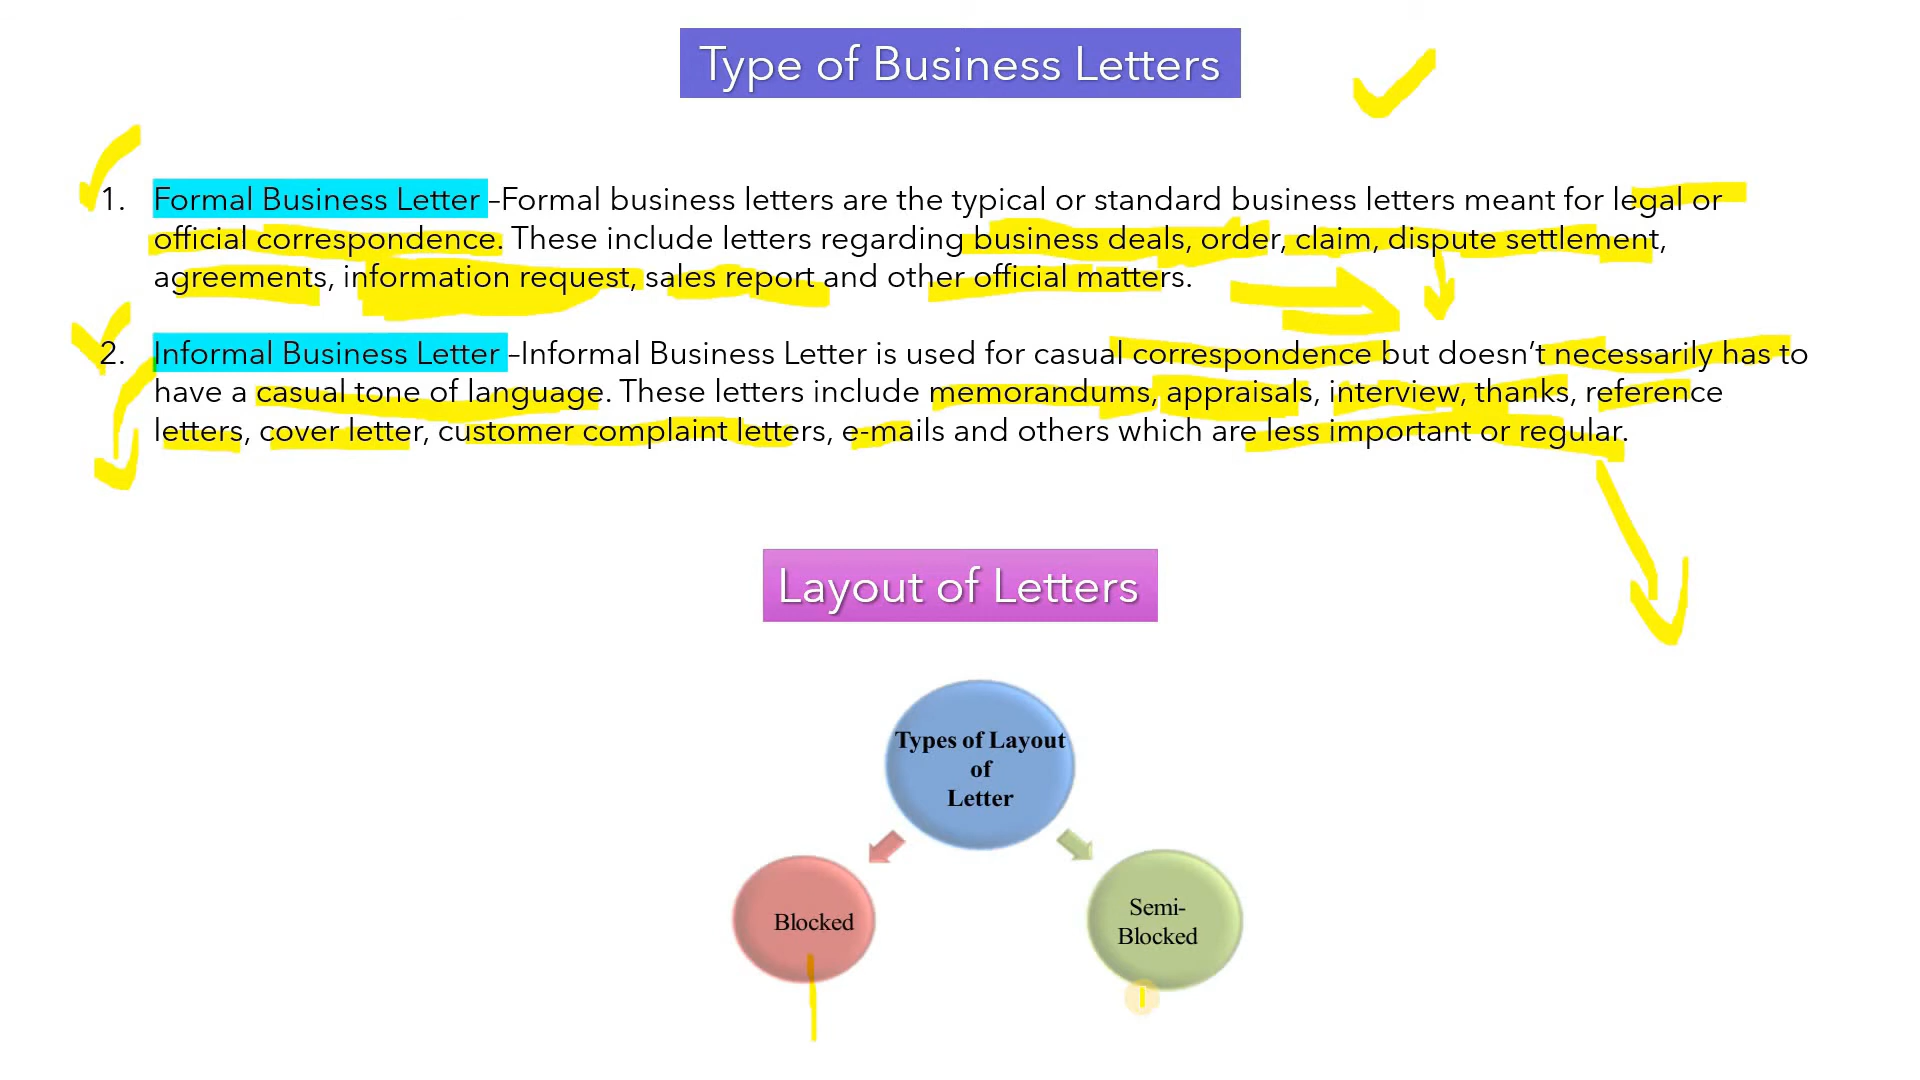 Type of Business Letters
1. Formal Business Letter –Formal business letters are the typical or standard business letters meant for legal or
official correspondence. These include letters regarding business deals, order, claim, dispute settlement,
agreements, information request, sales report and other official matters.
2. Informal Business Letter –Informal Business Letter is used for casual correspondence but doesn’t necessarily has to
have a casual tone of language. These letters include memorandums, appraisals, interview, thanks, reference
letters, cover letter, customer complaint letters, e-mails and others which are less important or regular.
Layout of Letters
Types of Layout
of
Letter
Blocked
Semi-
Blocked